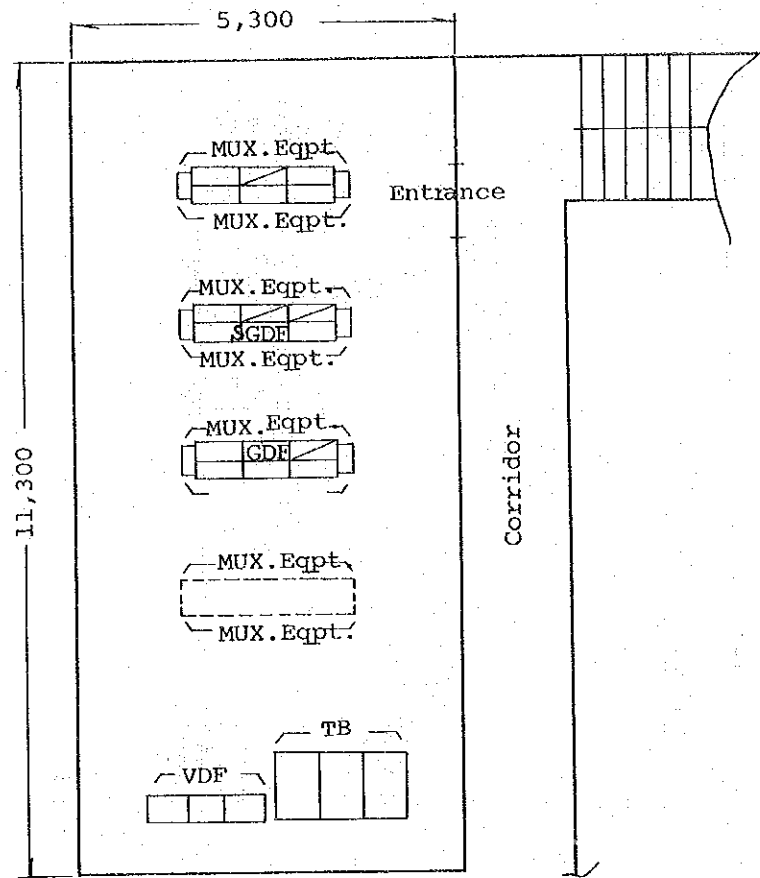 5,300
MUX.Eqpt
MUX.Eqpt.
Entrance
MUX.Eqpt.
SGDF
MUX.Eqpt.
MUX.Eqpt.
GDF
11,300
Corridor
MUX.Eqpt.
MUX.Eqpt.
TB
VDF